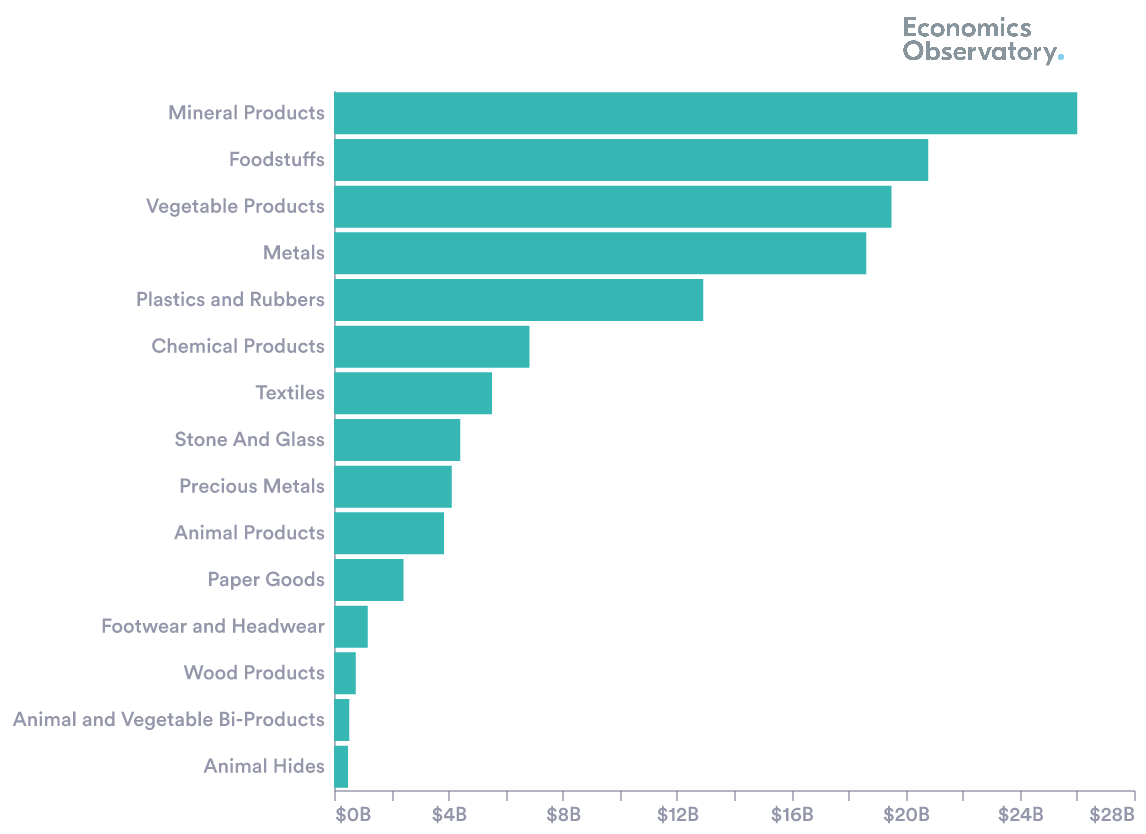 Economics
Observatory.
Mineral Products
Foodstuffs
Vegetable Products
Metals
Plastics and Rubbers
Chemical Products
Textiles
Stone And Glass
Precious Metals
Animal Products
Paper Goods
Footwear and Headwear
Wood Products
Animal and Vegetable Bi-Products
Animal Hides
$0B $4B $8B $12B $16B $20B $24B $28B